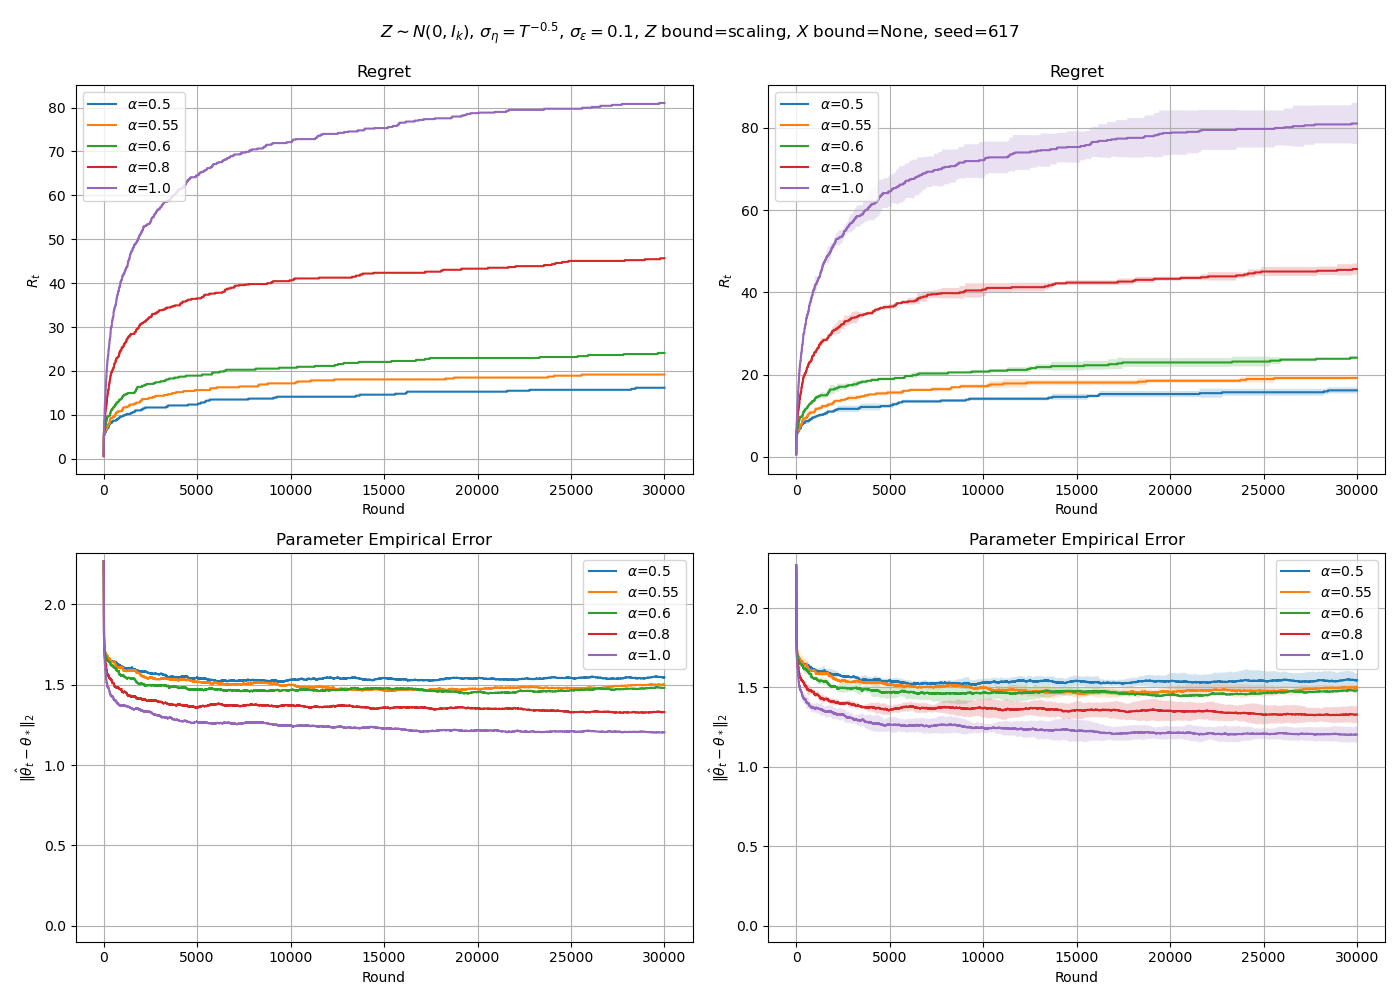 Z ∼ N(0, I_k), σ_η = T^{−0.5}, σ_ε = 0.1, Z bound=scaling, X bound=None, seed=617
Regret
α=0.5
α=0.55
α=0.6
α=0.8
α=1.0
R_t
80
70
60
50
40
30
20
10
0
0 5000 10000 15000 20000 25000 30000
Round
Regret
α=0.5
α=0.55
α=0.6
α=0.8
α=1.0
R_t
80
60
40
20
0
0 5000 10000 15000 20000 25000 30000
Round
Parameter Empirical Error
α=0.5
α=0.55
α=0.6
α=0.8
α=1.0
‖θ̂_t − θ_*‖_2
2.0
1.5
1.0
0.5
0.0
0 5000 10000 15000 20000 25000 30000
Round
Parameter Empirical Error
α=0.5
α=0.55
α=0.6
α=0.8
α=1.0
‖θ̂_t − θ_*‖_2
2.0
1.5
1.0
0.5
0.0
0 5000 10000 15000 20000 25000 30000
Round